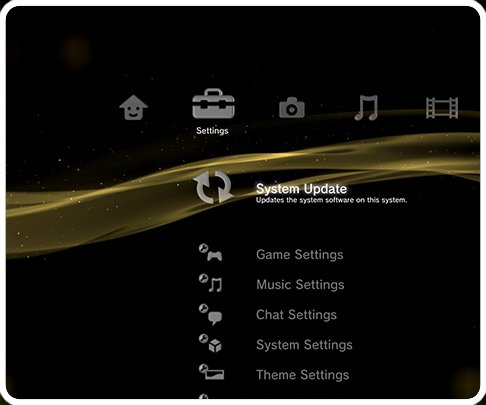 Settings
System Update
Updates the system software on this system.
Game Settings
Music Settings
Chat Settings
System Settings
Theme Settings